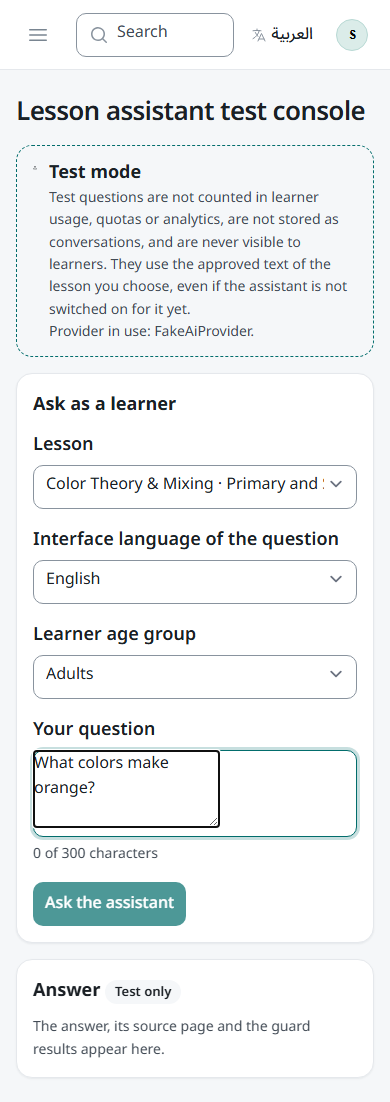 Search
العربية
S
Lesson assistant test console
Test mode
Test questions are not counted in learner
usage, quotas or analytics, are not stored as
conversations, and are never visible to
learners. They use the approved text of the
lesson you choose, even if the assistant is not
switched on for it yet.
Provider in use: FakeAiProvider.
Ask as a learner
Lesson
Color Theory & Mixing · Primary and
Interface language of the question
English
Learner age group
Adults
Your question
What colors make
orange?
0 of 300 characters
Ask the assistant
Answer Test only
The answer, its source page and the guard
results appear here.